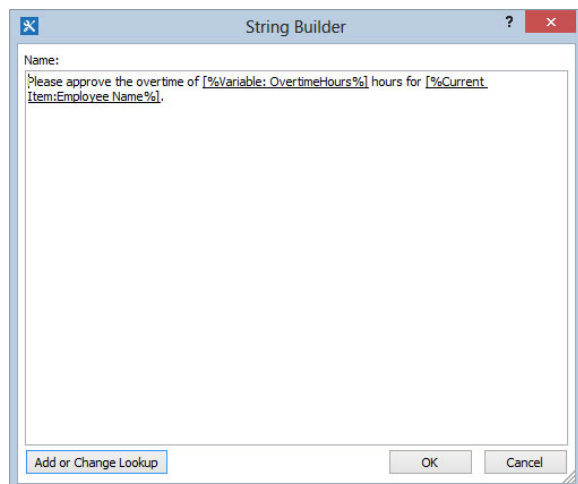 String Builder
?
×
Name:
Please approve the overtime of [%Variable: OvertimeHours%] hours for [%Current
Item:Employee Name%].
Add or Change Lookup
OK
Cancel